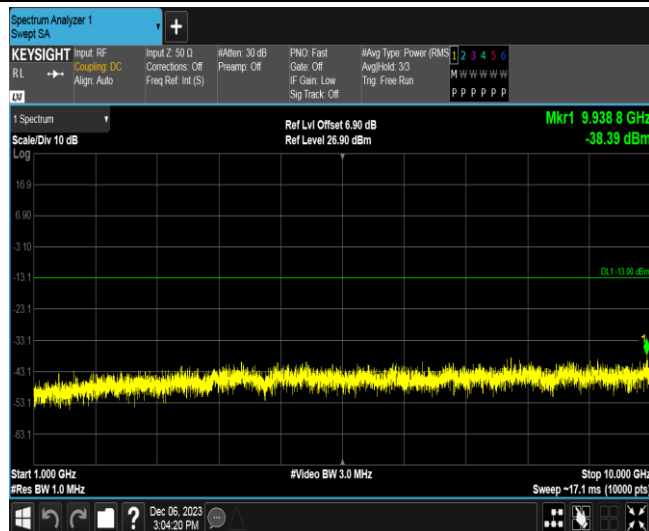 Spectrum Analyzer 1
Swept SA
+
KEYSIGHT Input: RF Input Z: 50 Ω #Atten: 30 dB PNO: Fast #Avg Type: Power (RMS 1 2 3 4 5 6
RL Coupling: DC Corrections: Off Preamp: Off Gate: Off Avg|Hold: 3/3 M W W W W W
Align: Auto Freq Ref: Int (S) IF Gain: Low Trig: Free Run
Sig Track: Off P P P P P P
LXI
1 Spectrum Ref Lvl Offset 6.90 dB Mkr1 9.938 8 GHz
Scale/Div 10 dB Ref Level 26.90 dBm -38.39 dBm
Log
16.9
6.90
-3.10
-13.1 DL1 -13.00 dBm
-23.1
-33.1
1
-43.1
-53.1
-63.1
Start 1.000 GHz #Video BW 3.0 MHz Stop 10.000 GHz
#Res BW 1.0 MHz Sweep ~17.1 ms (10000 pts)
? Dec 06, 2023
3:04:20 PM